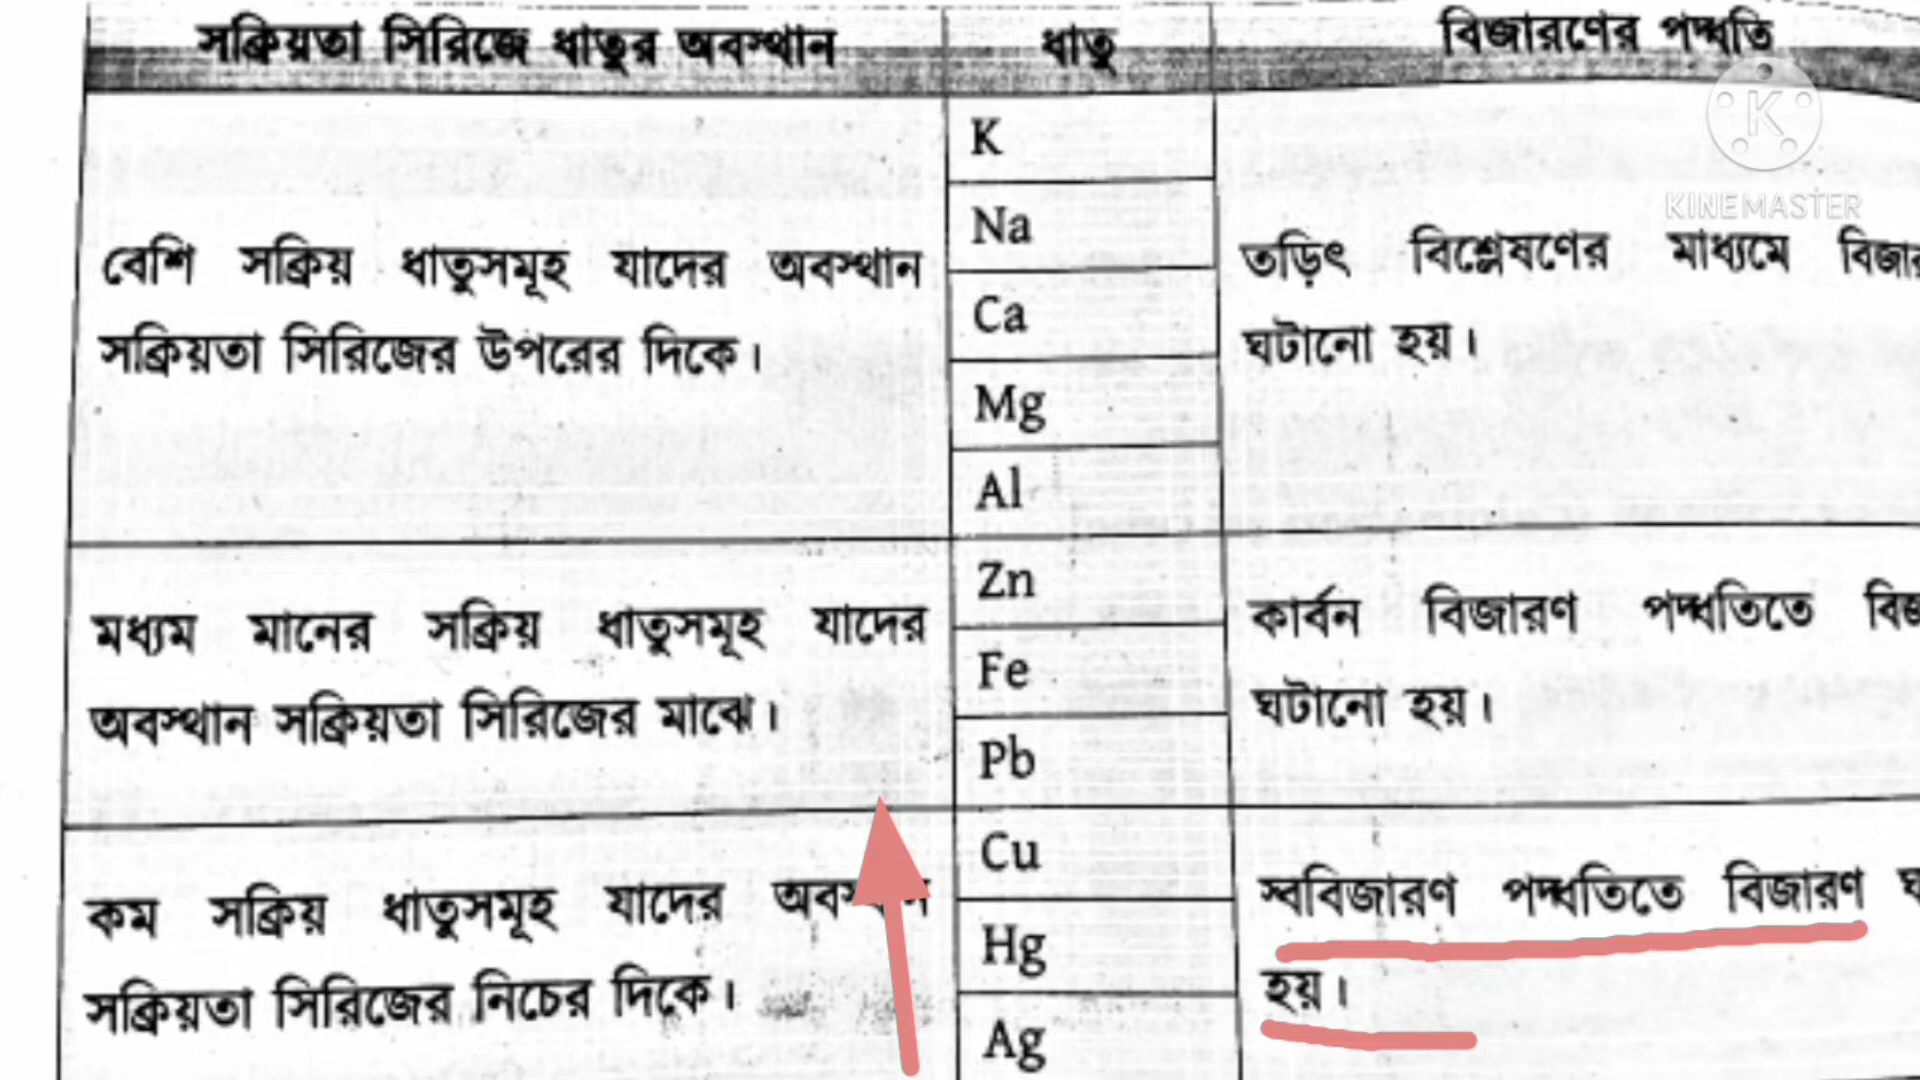 সক্রিয়তা সিরিজে ধাতুর অবস্থান
ধাতু
বিজারণের পদ্ধতি
KINEMASTER
বেশি সক্রিয় ধাতুসমূহ যাদের অবস্থান
সক্রিয়তা সিরিজের উপরের দিকে।
K
Na
Ca
Mg
Al
তড়িৎ বিশ্লেষণের মাধ্যমে
ঘটানো হয়।
মধ্যম মানের সক্রিয় ধাতুসমূহ যাদের
অবস্থান সক্রিয়তা সিরিজের মাঝে।
Zn
Fe
Pb
কার্বন বিজারণ পদ্ধতিতে
ঘটানো হয়।
কম সক্রিয় ধাতুসমূহ যাদের অবস্থান
সক্রিয়তা সিরিজের নিচের দিকে।
Cu
Hg
Ag
স্ববিজারণ পদ্ধতিতে বিজারণ
হয়।